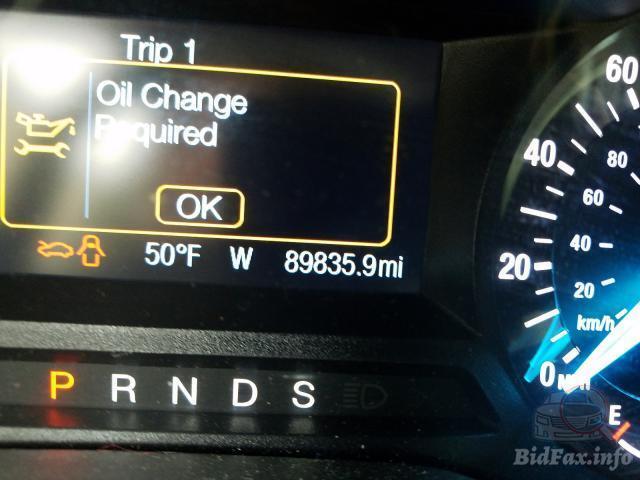 Trip 1
Oil Change
Required
OK
50°F W 89835.9mi
P R N D S
60
40
20
0
80
60
40
20
km/h
E
BidFax.info